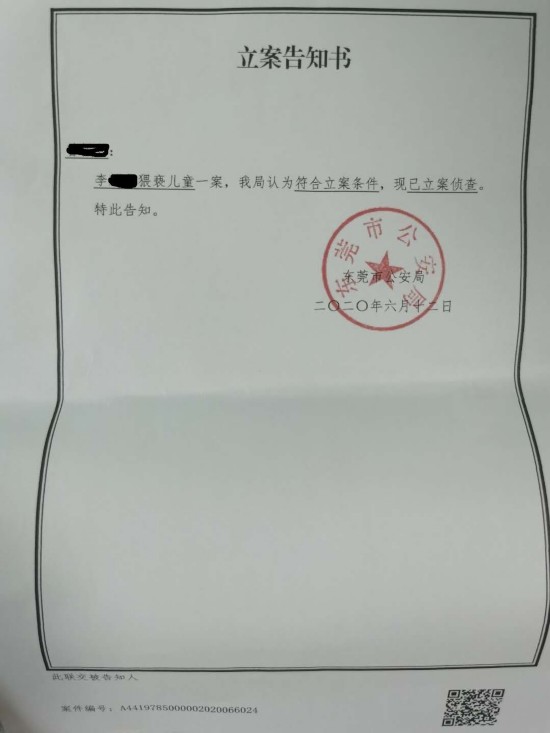 立案告知书
:
李 猥亵儿童一案，我局认为符合立案条件，现已立案侦查。
特此告知。
东莞市公安局
东莞市公安局
二〇二〇年六月十二日
此联交被告知人
案件编号：A4419785000002020066024